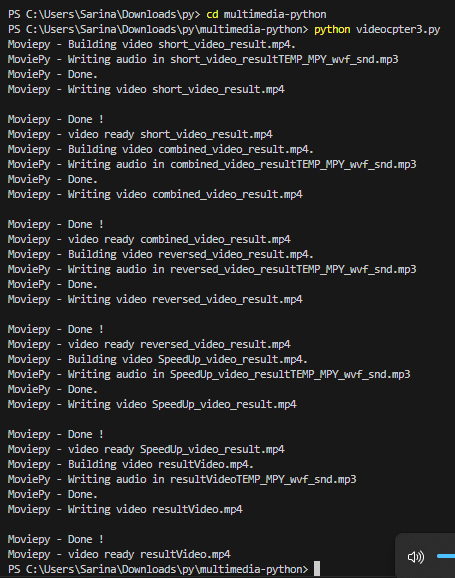 PS C:\Users\Sarina\Downloads\py> cd multimedia-python
PS C:\Users\Sarina\Downloads\py\multimedia-python> python videocpter3.py
Moviepy - Building video short_video_result.mp4.
MoviePy - Writing audio in short_video_resultTEMP_MPY_wvf_snd.mp3
MoviePy - Done.
Moviepy - Writing video short_video_result.mp4

Moviepy - Done !
Moviepy - video ready short_video_result.mp4
Moviepy - Building video combined_video_result.mp4.
MoviePy - Writing audio in combined_video_resultTEMP_MPY_wvf_snd.mp3
MoviePy - Done.
Moviepy - Writing video combined_video_result.mp4

Moviepy - Done !
Moviepy - video ready combined_video_result.mp4
Moviepy - Building video reversed_video_result.mp4.
MoviePy - Writing audio in reversed_video_resultTEMP_MPY_wvf_snd.mp3
MoviePy - Done.
Moviepy - Writing video reversed_video_result.mp4

Moviepy - Done !
Moviepy - video ready reversed_video_result.mp4
Moviepy - Building video SpeedUp_video_result.mp4.
MoviePy - Writing audio in SpeedUp_video_resultTEMP_MPY_wvf_snd.mp3
MoviePy - Done.
Moviepy - Writing video SpeedUp_video_result.mp4

Moviepy - Done !
Moviepy - video ready SpeedUp_video_result.mp4
Moviepy - Building video resultVideo.mp4.
MoviePy - Writing audio in resultVideoTEMP_MPY_wvf_snd.mp3
MoviePy - Done.
Moviepy - Writing video resultVideo.mp4

Moviepy - Done !
Moviepy - video ready resultVideo.mp4
PS C:\Users\Sarina\Downloads\py\multimedia-python>